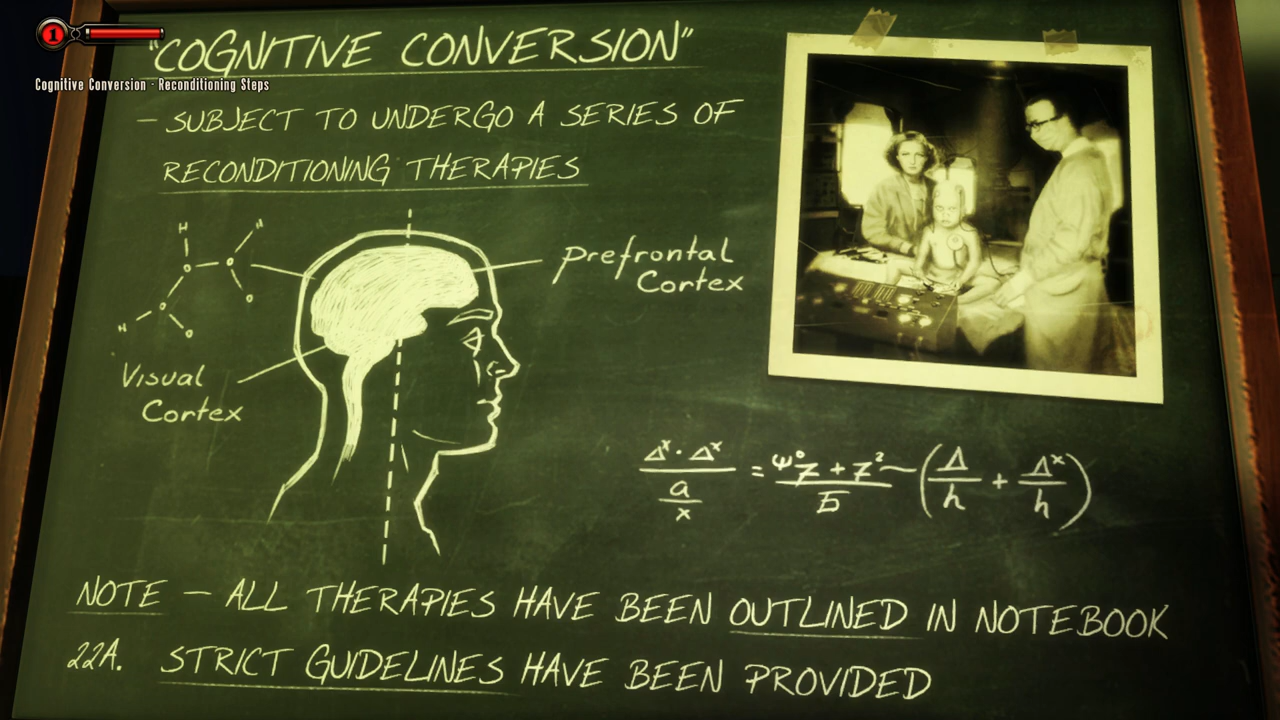 1
"COGNITIVE CONVERSION"
Cognitive Conversion - Reconditioning Steps
- SUBJECT TO UNDERGO A SERIES OF
RECONDITIONING THERAPIES
H
H
H
Prefrontal
Cortex
Visual
Cortex
NOTE - ALL THERAPIES HAVE BEEN OUTLINED IN NOTEBOOK
22A. STRICT GUIDELINES HAVE BEEN PROVIDED